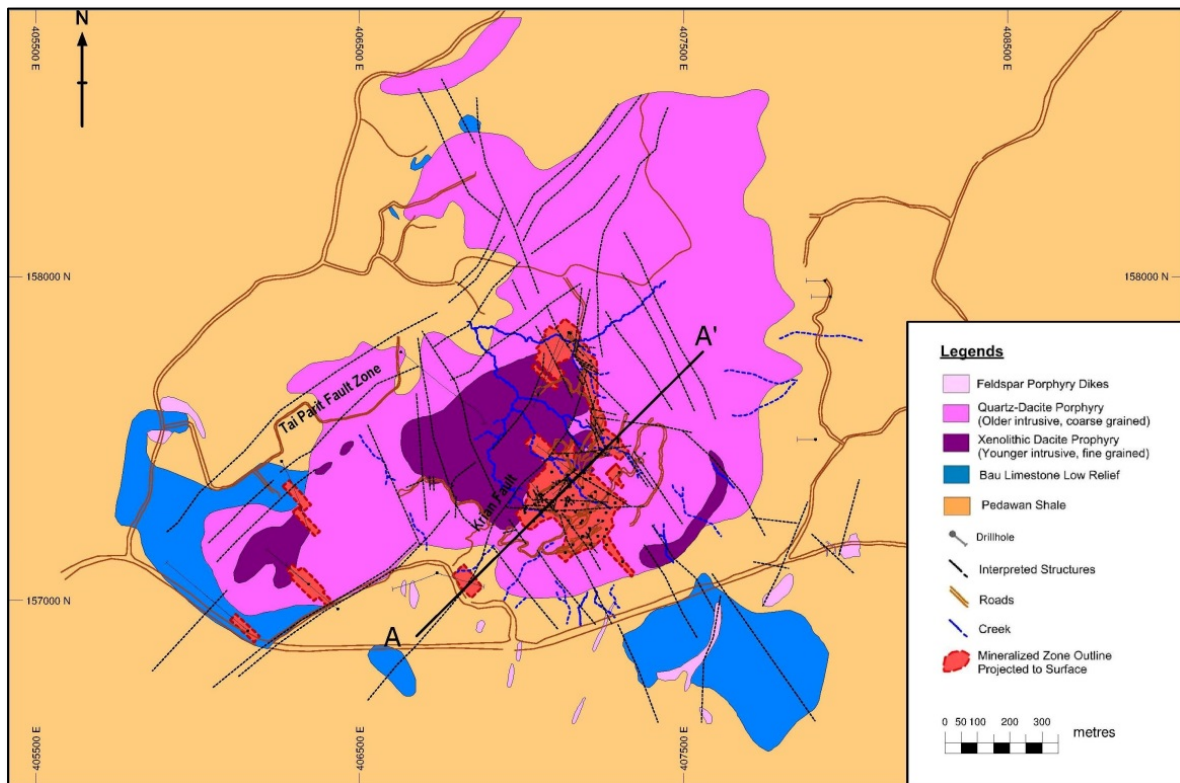 N
405500 E
406500 E
407500 E
408500 E
158000 N
158000 N
A'
Tai Parit Fault Zone
Krian Fault
157000 N
A
405500 E
406500 E
407500 E
Legends
Feldspar Porphyry Dikes
Quartz-Dacite Porphyry
(Older intrusive, coarse grained)
Xenolithic Dacite Prophyry
(Younger intrusive, fine grained)
Bau Limestone Low Relief
Pedawan Shale
Drillhole
Interpreted Structures
Roads
Creek
Mineralized Zone Outline
Projected to Surface
0 50 100 200 300
metres